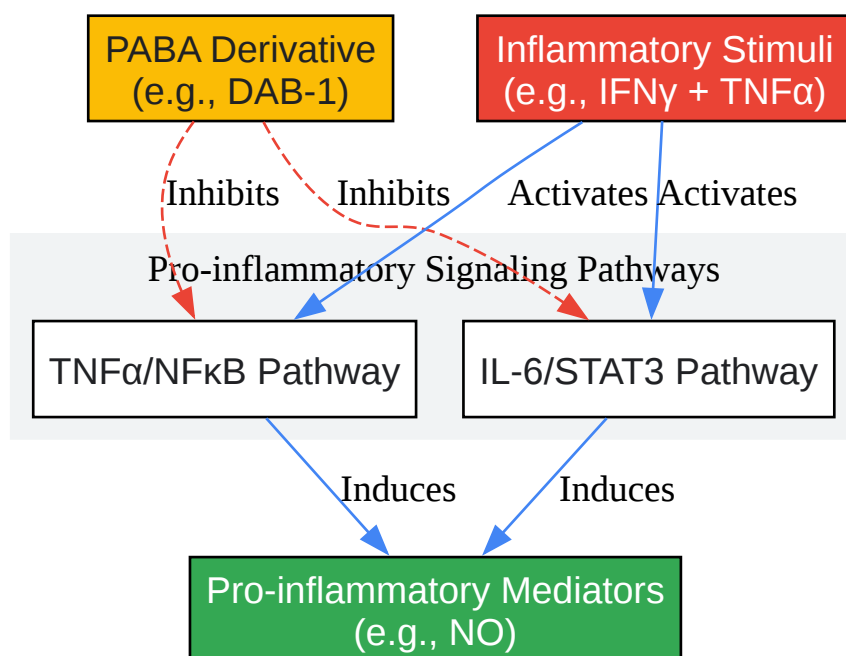 PABA Derivative
(e.g., DAB-1)
Inflammatory Stimuli
(e.g., IFNγ + TNFα)
Inhibits
Inhibits
Activates
Activates
Pro-inflammatory Signaling Pathways
TNFα/NFκB Pathway
IL-6/STAT3 Pathway
Induces
Induces
Pro-inflammatory Mediators
(e.g., NO)